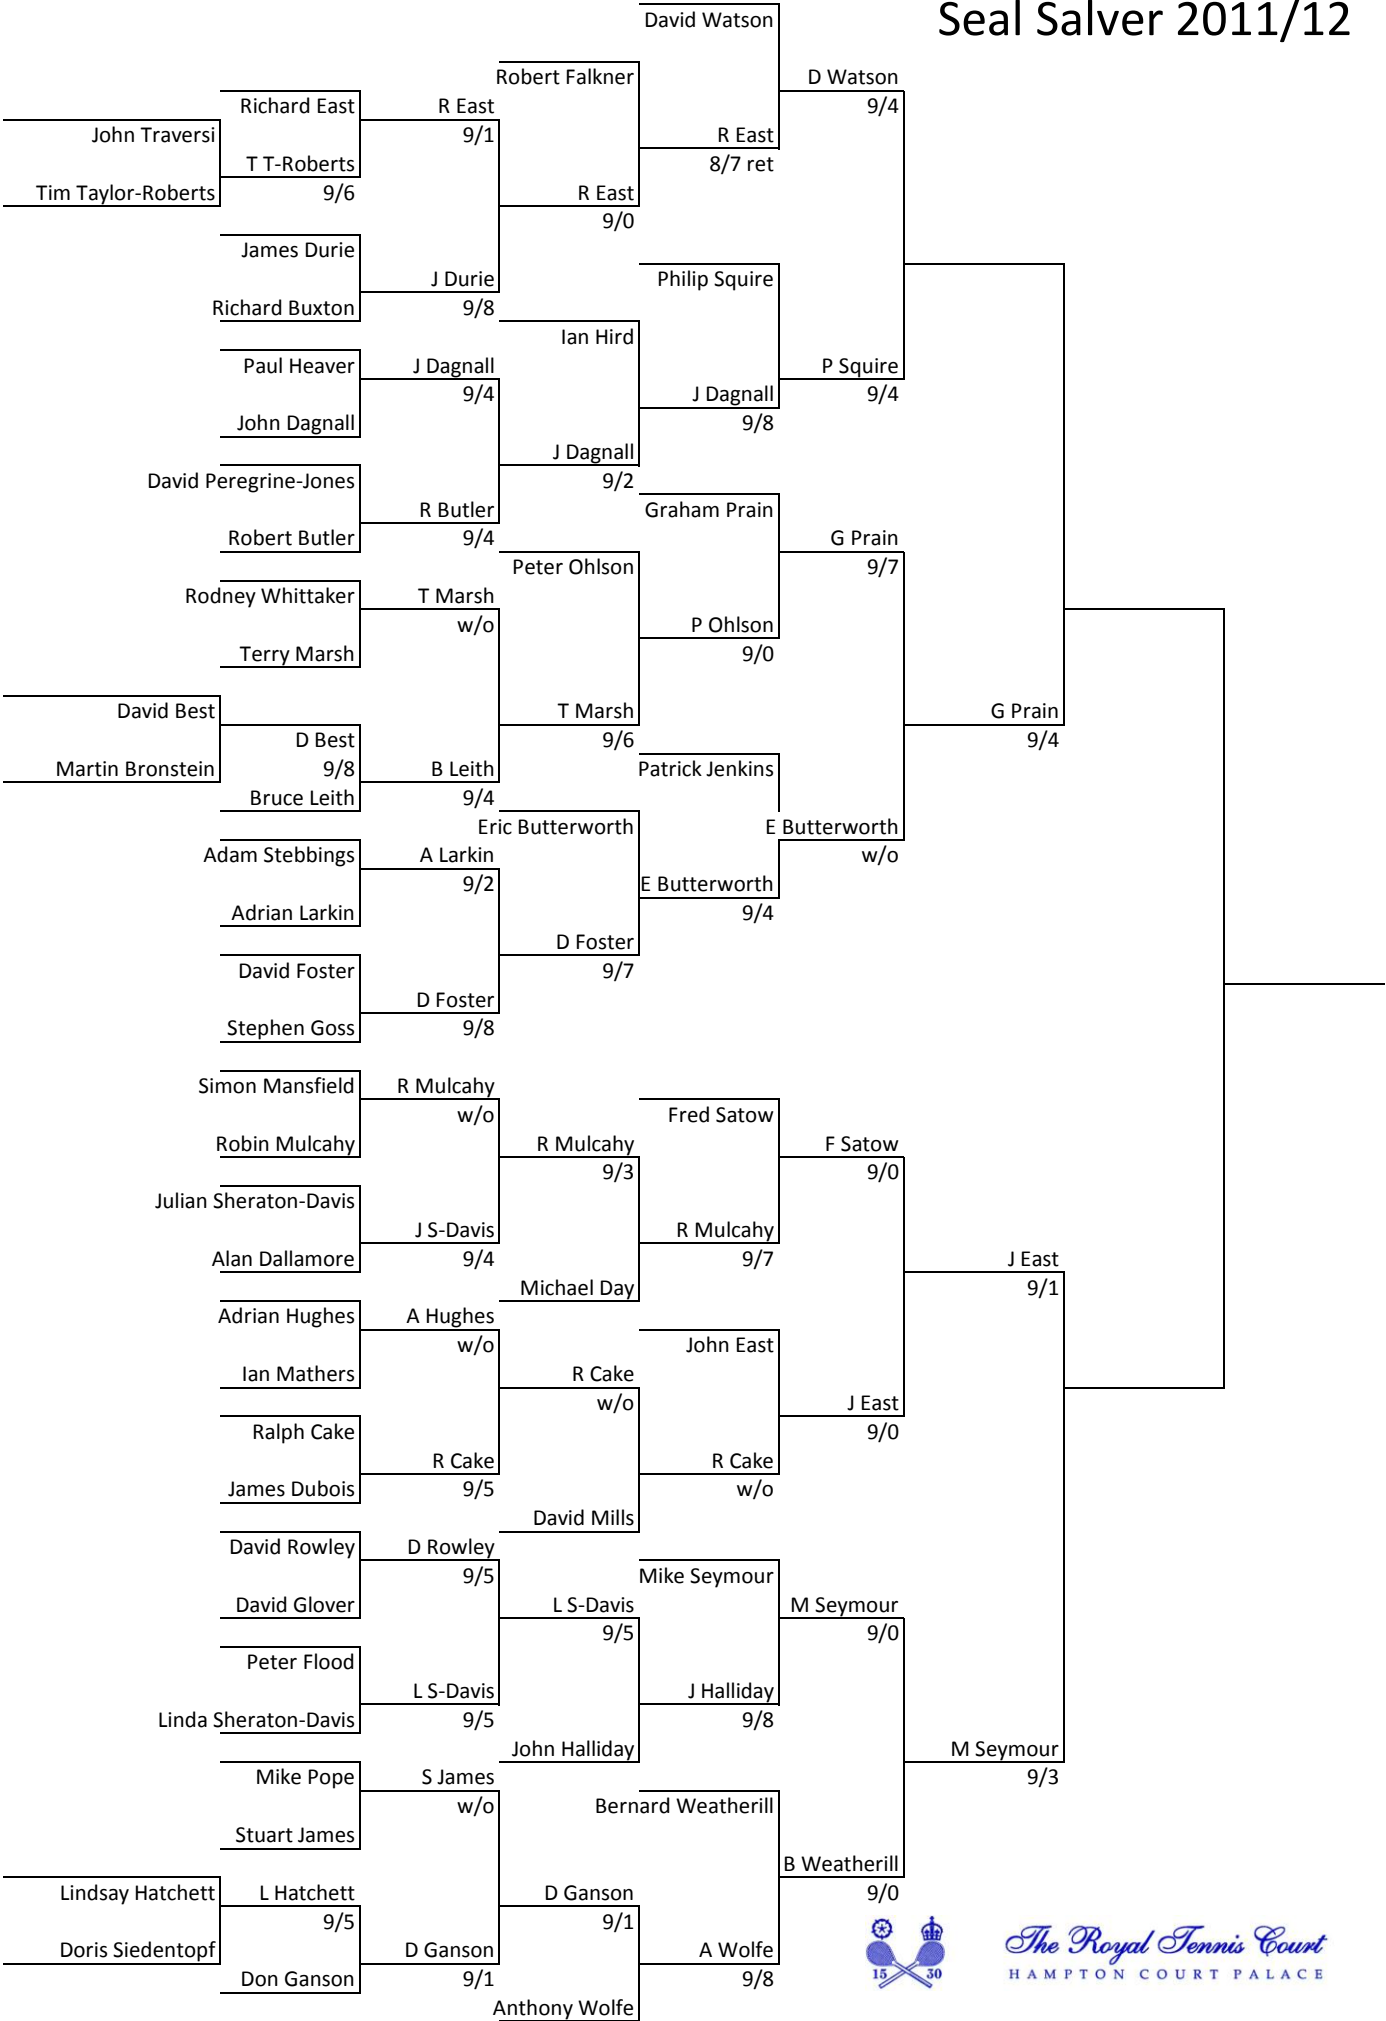 Seal Salver 2011/12
David Watson
Robert Falkner
D Watson
Richard East
R East
9/4
John Traversi
9/1
R East
T T-Roberts
8/7 ret
Tim Taylor-Roberts
9/6
R East
9/0
James Durie
J Durie
Philip Squire
Richard Buxton
9/8
Ian Hird
Paul Heaver
J Dagnall
P Squire
9/4
J Dagnall
9/4
John Dagnall
9/8
J Dagnall
David Peregrine-Jones
9/2
R Butler
Graham Prain
Robert Butler
9/4
G Prain
Peter Ohlson
9/7
Rodney Whittaker
T Marsh
w/o
P Ohlson
Terry Marsh
9/0
David Best
T Marsh
G Prain
D Best
9/6
9/4
Martin Bronstein
9/8
B Leith
Patrick Jenkins
Bruce Leith
9/4
Eric Butterworth
E Butterworth
Adam Stebbings
A Larkin
w/o
9/2
E Butterworth
Adrian Larkin
9/4
D Foster
David Foster
9/7
D Foster
Stephen Goss
9/8
Simon Mansfield
R Mulcahy
w/o
Fred Satow
Robin Mulcahy
R Mulcahy
F Satow
9/3
9/0
Julian Sheraton-Davis
J S-Davis
R Mulcahy
Alan Dallamore
9/4
9/7
J East
Michael Day
9/1
Adrian Hughes
A Hughes
w/o
John East
Ian Mathers
R Cake
w/o
J East
Ralph Cake
9/0
R Cake
R Cake
James Dubois
9/5
w/o
David Mills
David Rowley
D Rowley
9/5
Mike Seymour
David Glover
L S-Davis
M Seymour
9/5
9/0
Peter Flood
L S-Davis
J Halliday
Linda Sheraton-Davis
9/5
9/8
John Halliday
M Seymour
Mike Pope
S James
9/3
w/o
Bernard Weatherill
Stuart James
B Weatherill
Lindsay Hatchett
L Hatchett
D Ganson
9/0
9/5
9/1
Doris Siedentopf
D Ganson
A Wolfe
Don Ganson
9/1
9/8
Anthony Wolfe
15 30
The Royal Tennis Court
HAMPTON COURT PALACE